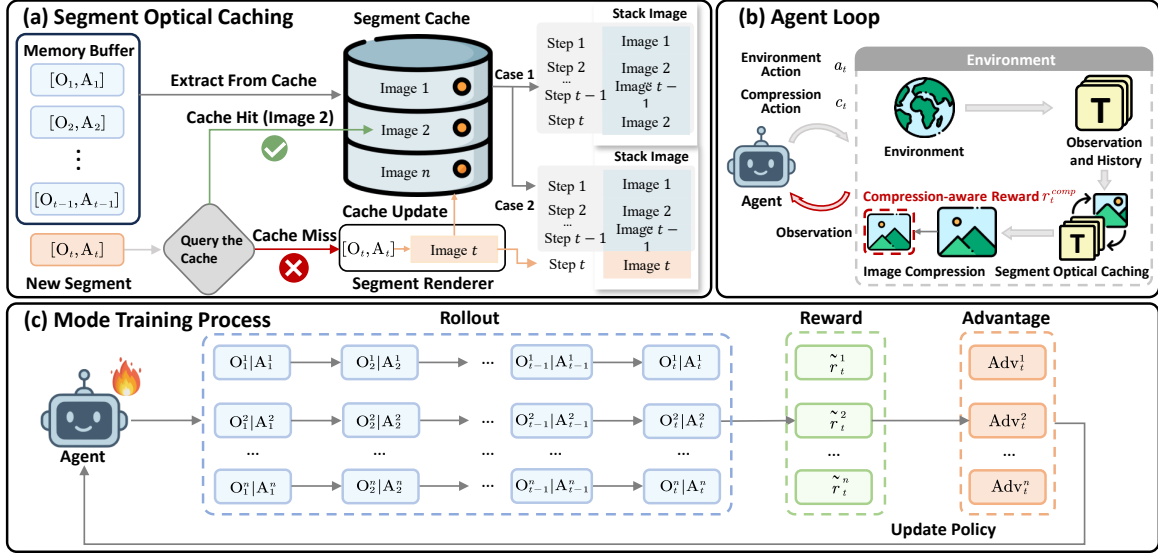 (a) Segment Optical Caching
Memory Buffer
[O₁, A₁]
[O₂, A₂]
⋮
[Oₜ₋₁, Aₜ₋₁]
[Oₜ, Aₜ]
New Segment
Extract From Cache
Cache Hit (Image 2)
Query the
Cache
Cache Miss
Segment Cache
Image 1
Image 2
Image n
Cache Update
[Oₜ, Aₜ]
Image t
Segment Renderer
Case 1
Stack Image
Step 1
Image 1
Step 2
Image 2
...
...
Step t − 1
Image t − 1
Step t
Image 2
Case 2
Stack Image
Step 1
Image 1
Step 2
Image 2
...
...
Step t − 1
Image t − 1
Step t
Image t
(b) Agent Loop
Environment
Action
aₜ
Compression
Action
cₜ
Agent
Environment
Environment
T
Observation
and History
Compression-aware Reward rₜᶜᵒᵐᵖ
Observation
Image Compression
T
Segment Optical Caching
(c) Mode Training Process
Rollout
Reward
Advantage
Agent
O₁¹|A₁¹
O₂¹|A₂¹
...
Oₜ₋₁¹|Aₜ₋₁¹
Oₜ¹|Aₜ¹
r̃ₜ¹
Advₜ¹
O₁²|A₁²
O₂²|A₂²
...
Oₜ₋₁²|Aₜ₋₁²
Oₜ²|Aₜ²
r̃ₜ²
Advₜ²
...
...
...
...
...
...
...
O₁ⁿ|A₁ⁿ
O₂ⁿ|A₂ⁿ
...
Oₜ₋₁ⁿ|Aₜ₋₁ⁿ
Oₜⁿ|Aₜⁿ
r̃ₜⁿ
Advₜⁿ
Update Policy